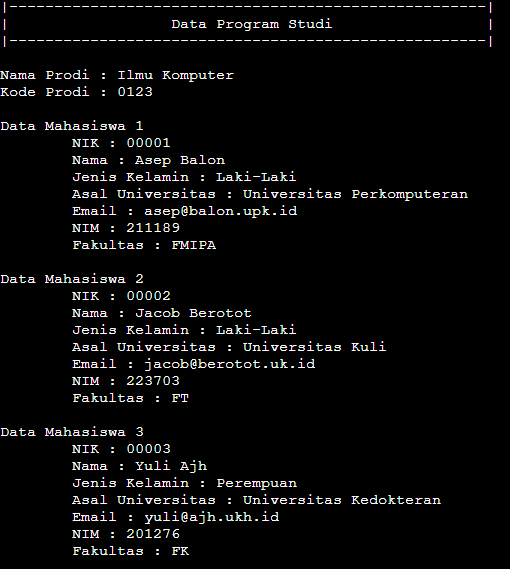 |-----------------------------------------------------|
|                  Data Program Studi                 |
|-----------------------------------------------------|
Nama Prodi : Ilmu Komputer
Kode Prodi : 0123
Data Mahasiswa 1
NIK : 00001
Nama : Asep Balon
Jenis Kelamin : Laki-Laki
Asal Universitas : Universitas Perkomputeran
Email : asep@balon.upk.id
NIM : 211189
Fakultas : FMIPA
Data Mahasiswa 2
NIK : 00002
Nama : Jacob Berotot
Jenis Kelamin : Laki-Laki
Asal Universitas : Universitas Kuli
Email : jacob@berotot.uk.id
NIM : 223703
Fakultas : FT
Data Mahasiswa 3
NIK : 00003
Nama : Yuli Ajh
Jenis Kelamin : Perempuan
Asal Universitas : Universitas Kedokteran
Email : yuli@ajh.ukh.id
NIM : 201276
Fakultas : FK